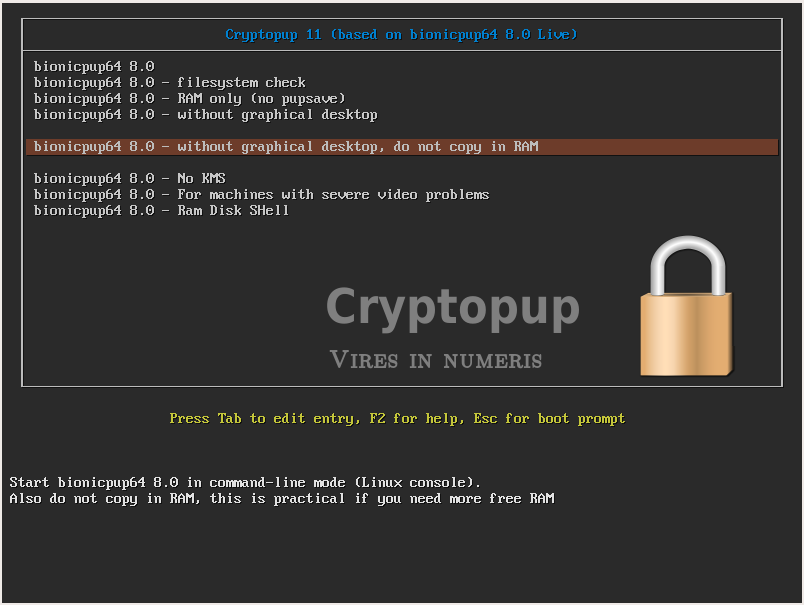 Cryptopup 11 (based on bionicpup64 8.0 Live)
bionicpup64 8.0
bionicpup64 8.0 - filesystem check
bionicpup64 8.0 - RAM only (no pupsave)
bionicpup64 8.0 - without graphical desktop
bionicpup64 8.0 - without graphical desktop, do not copy in RAM
bionicpup64 8.0 - No KMS
bionicpup64 8.0 - For machines with severe video problems
bionicpup64 8.0 - Ram Disk SHell
Cryptopup
Vires in numeris
Press Tab to edit entry, F2 for help, Esc for boot prompt
Start bionicpup64 8.0 in command-line mode (Linux console).
Also do not copy in RAM, this is practical if you need more free RAM